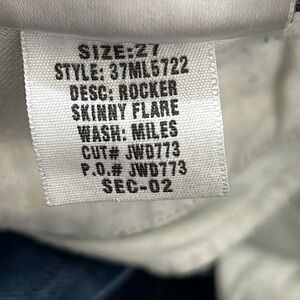 SIZE:27
STYLE: 37ML5722
DESC: ROCKER
SKINNY FLARE
WASH: MILES
CUT# JWD773
P.O.# JWD773
SEC-02